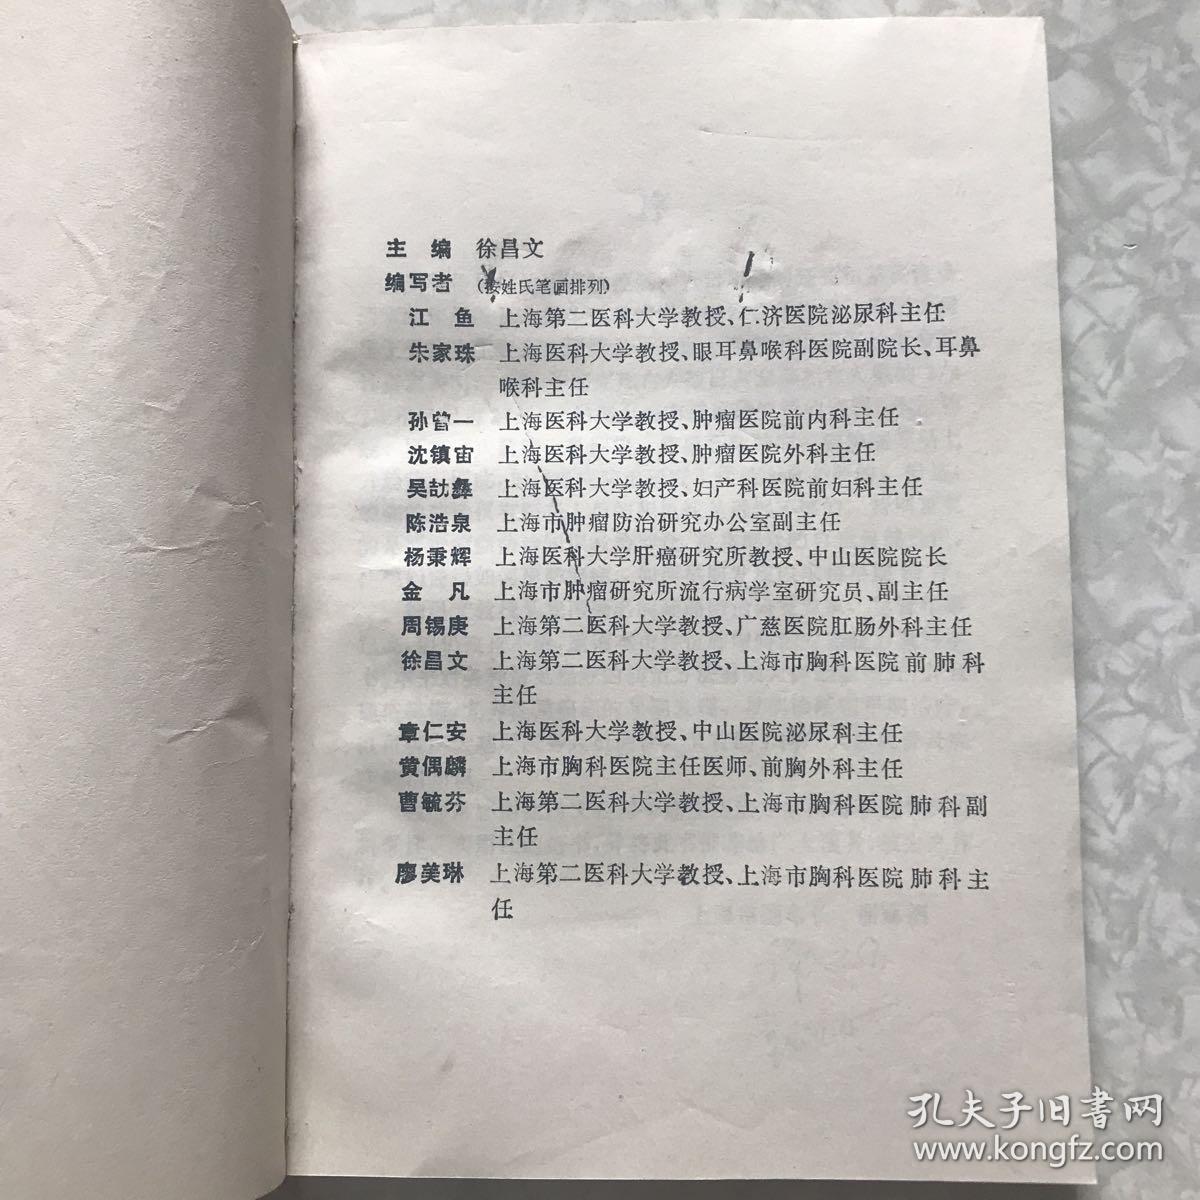 主 编 徐昌文
编写者 (按姓氏笔画排列)
江 鱼 上海第二医科大学教授、仁济医院泌尿科主任
朱家珠 上海医科大学教授、眼耳鼻喉科医院副院长、耳鼻
喉科主任
孙曾一 上海医科大学教授、肿瘤医院前内科主任
沈镇宙 上海医科大学教授、肿瘤医院外科主任
吴劼彝 上海医科大学教授、妇产科医院前妇科主任
陈浩泉 上海市肿瘤防治研究办公室副主任
杨秉辉 上海医科大学肝癌研究所教授、中山医院院长
金 凡 上海市肿瘤研究所流行病学室研究员、副主任
周锡庚 上海第二医科大学教授、广慈医院肛肠外科主任
徐昌文 上海第二医科大学教授、上海市胸科医院前肺科
主任
章仁安 上海医科大学教授、中山医院泌尿科主任
黄偶麟 上海市胸科医院主任医师、前胸外科主任
曹毓芬 上海第二医科大学教授、上海市胸科医院肺科副
主任
廖美琳 上海第二医科大学教授、上海市胸科医院肺科主
任
孔夫子旧书网
www.kongfz.com